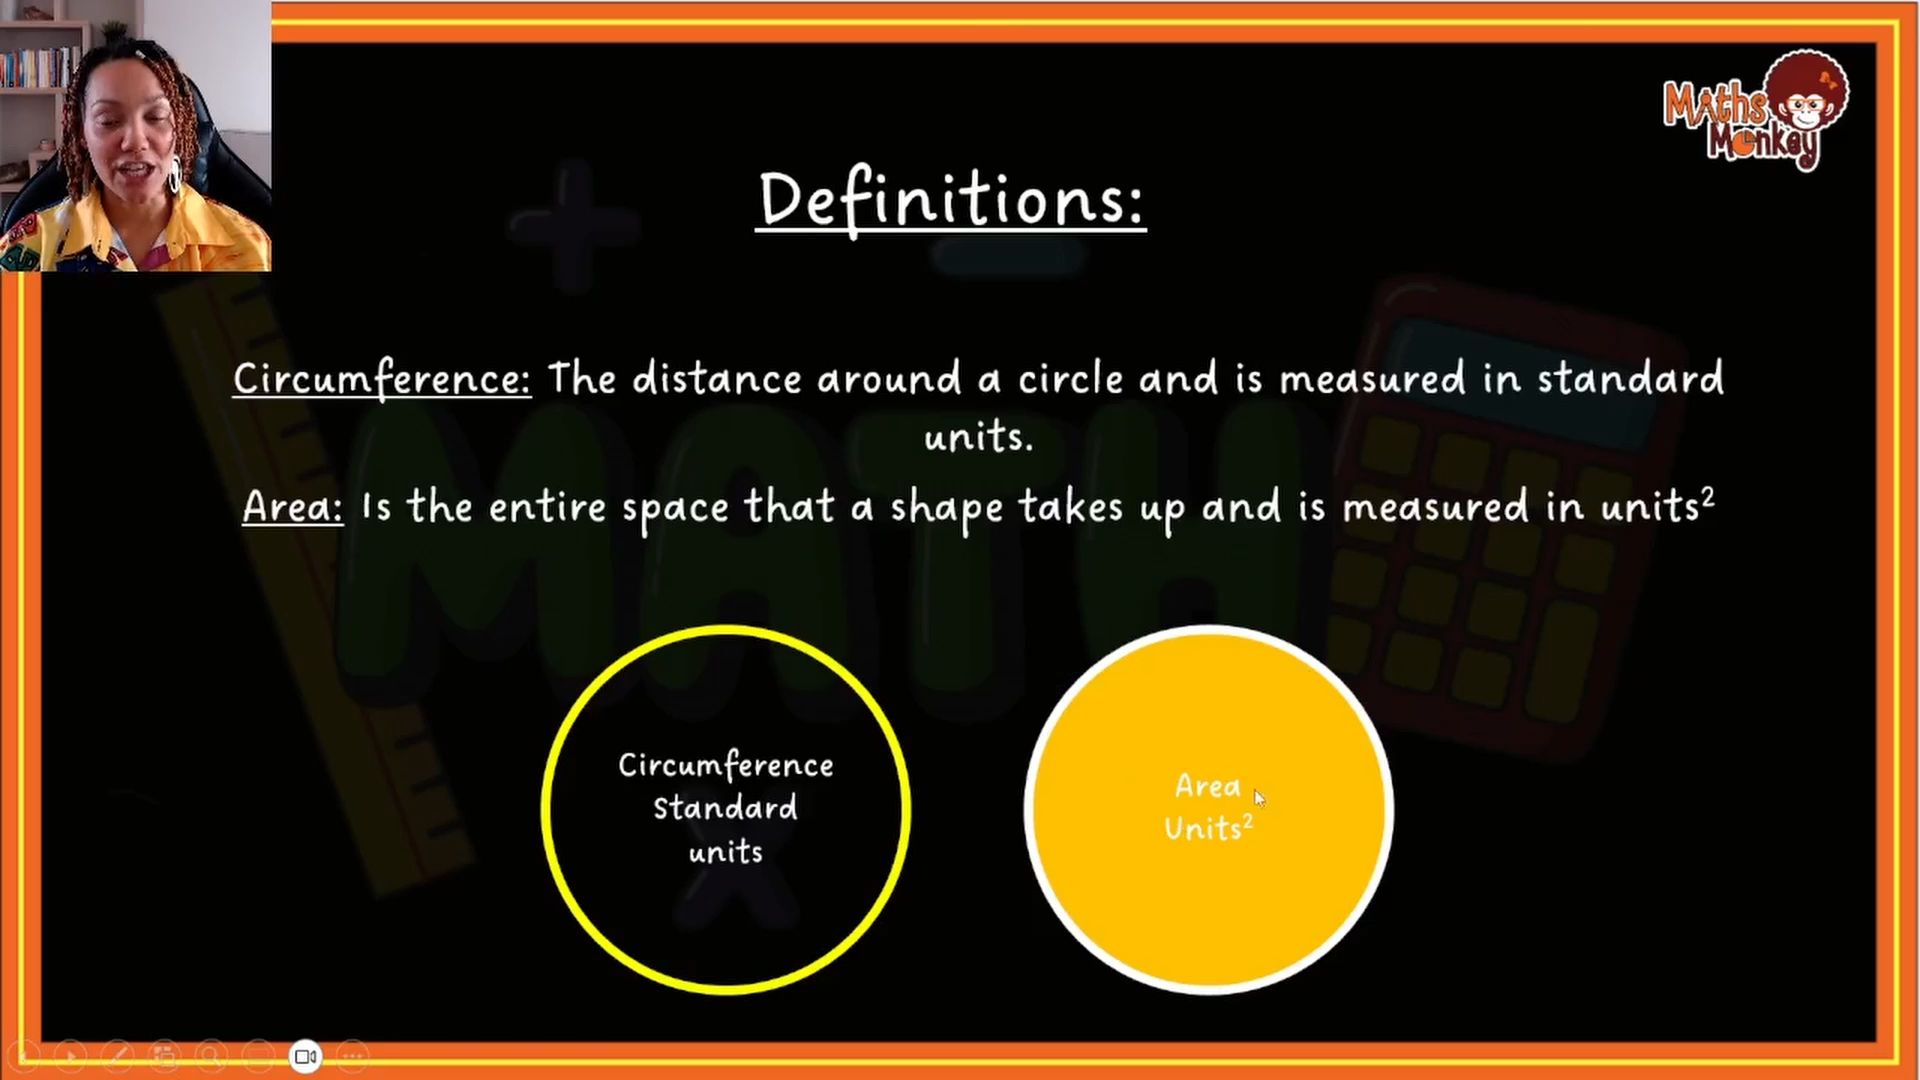 Maths
Monkey
Definitions:
Circumference: The distance around a circle and is measured in standard
units.
Area: Is the entire space that a shape takes up and is measured in units²
MATH
Circumference
Standard
units
Area
Units²